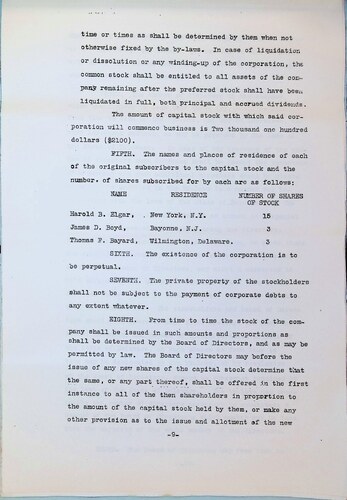 time or times as shall be determined by them when not
otherwise fixed by the by-laws. In case of liquidation
or dissolution or any winding-up of the corporation, the
common stock shall be entitled to all assets of the com-
pany remaining after the preferred stock shall have been
liquidated in full, both principal and accrued dividends.
The amount of capital stock with which said cor-
poration will commence business is Two thousand one hundred
dollars ($2100).
FIFTH. The names and places of residence of each
of the original subscribers to the capital stock and the
number of shares subscribed for by each are as follows:
NAME RESIDENCE NUMBER OF SHARES
OF STOCK
Harold B. Elgar, New York, N.Y. 15
James D. Boyd, Bayonne, N.J. 3
Thomas F. Bayard, Wilmington, Delaware. 3
SIXTH. The existence of the corporation is to
be perpetual.
SEVENTH. The private property of the stockholders
shall not be subject to the payment of corporate debts to
any extent whatever.
EIGHTH. From time to time the stock of the com-
pany shall be issued in such amounts and proportions as
shall be determined by the Board of Directors, and as may be
permitted by law. The Board of Directors may before the
issue of any new shares of the capital stock determine that
the same, or any part thereof, shall be offered in the first
instance to all of the then shareholders in proportion to
the amount of the capital stock held by them, or make any
other provision as to the issue and allotment of the new
-9-